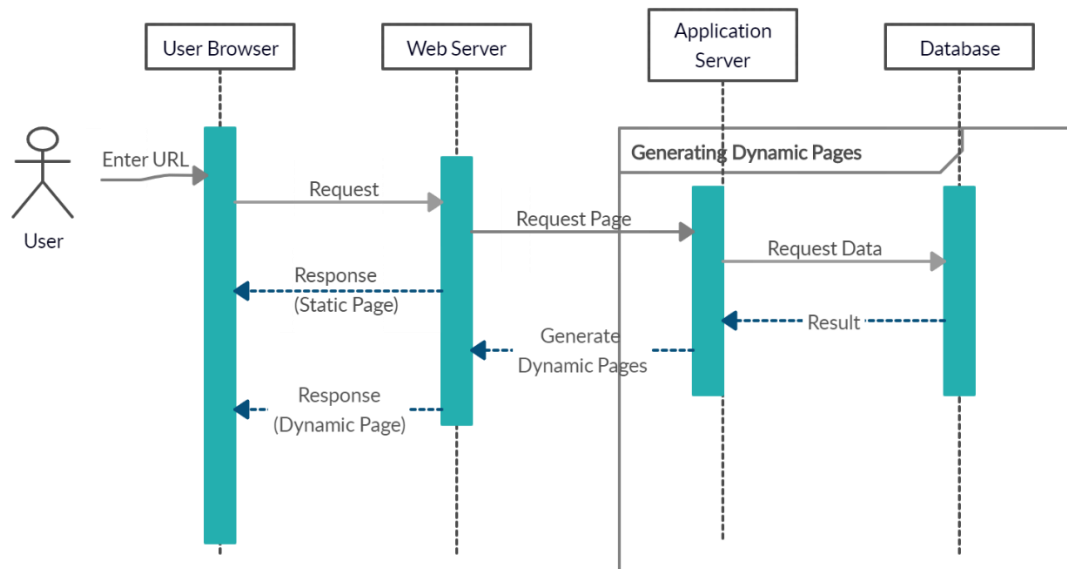 User Browser
Web Server
Application
Server
Database
Enter URL
User
Generating Dynamic Pages
Request
Request Page
Request Data
Response
(Static Page)
Result
Generate
Dynamic Pages
Response
(Dynamic Page)